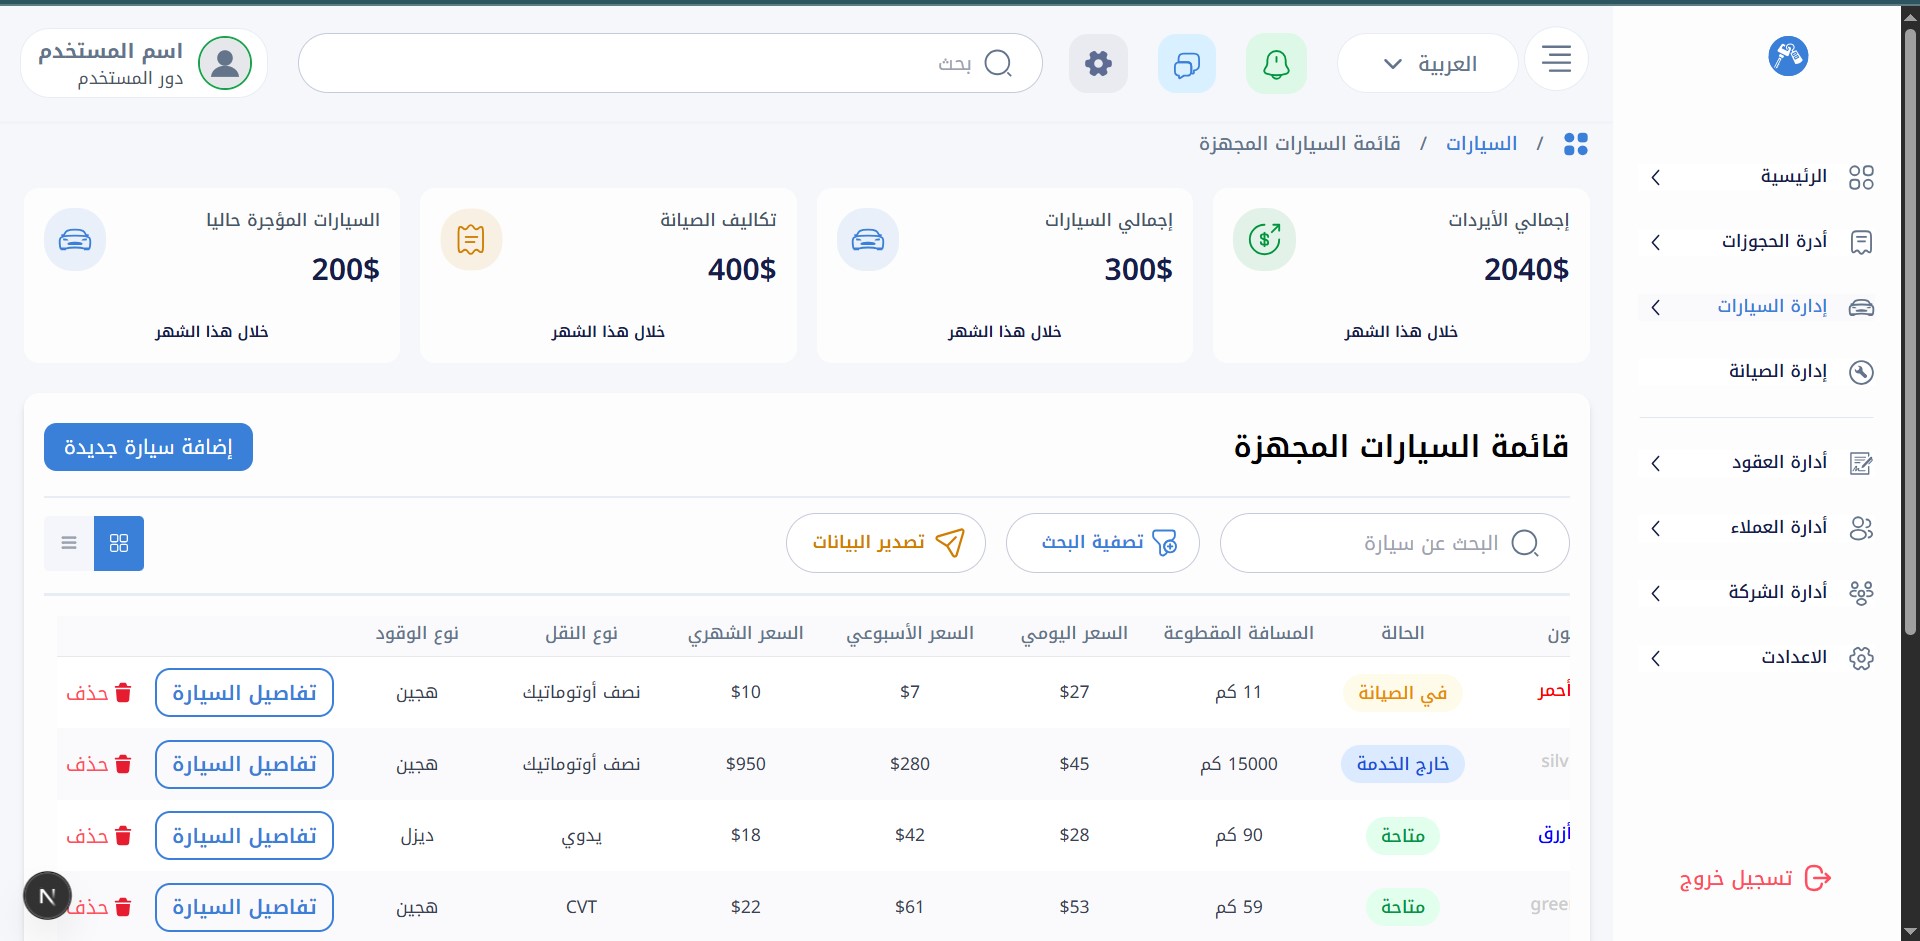 العربية
بحث
اسم المستخدم
دور المستخدم
الرئيسية
أدرة الحجوزات
إدارة السيارات
إدارة الصيانة
أدارة العقود
أدارة العملاء
أدارة الشركة
الاعدادت
تسجيل خروج
/ السيارات / قائمة السيارات المجهزة
إجمالي الأيردات
2040$
خلال هذا الشهر
إجمالي السيارات
300$
خلال هذا الشهر
تكاليف الصيانة
400$
خلال هذا الشهر
السيارات المؤجرة حاليا
200$
خلال هذا الشهر
قائمة السيارات المجهزة
إضافة سيارة جديدة
البحث عن سيارة
تصفية البحث
تصدير البيانات
ون الحالة المسافة المقطوعة السعر اليومي السعر الأسبوعي السعر الشهري نوع النقل نوع الوقود
أحمر في الصيانة 11 كم $27 $7 $10 نصف أوتوماتيك هجين تفاصيل السيارة حذف
silv خارج الخدمة 15000 كم $45 $280 $950 نصف أوتوماتيك هجين تفاصيل السيارة حذف
أزرق متاحة 90 كم $28 $42 $18 يدوي ديزل تفاصيل السيارة حذف
gree متاحة 59 كم $53 $61 $22 CVT هجين تفاصيل السيارة حذف
N